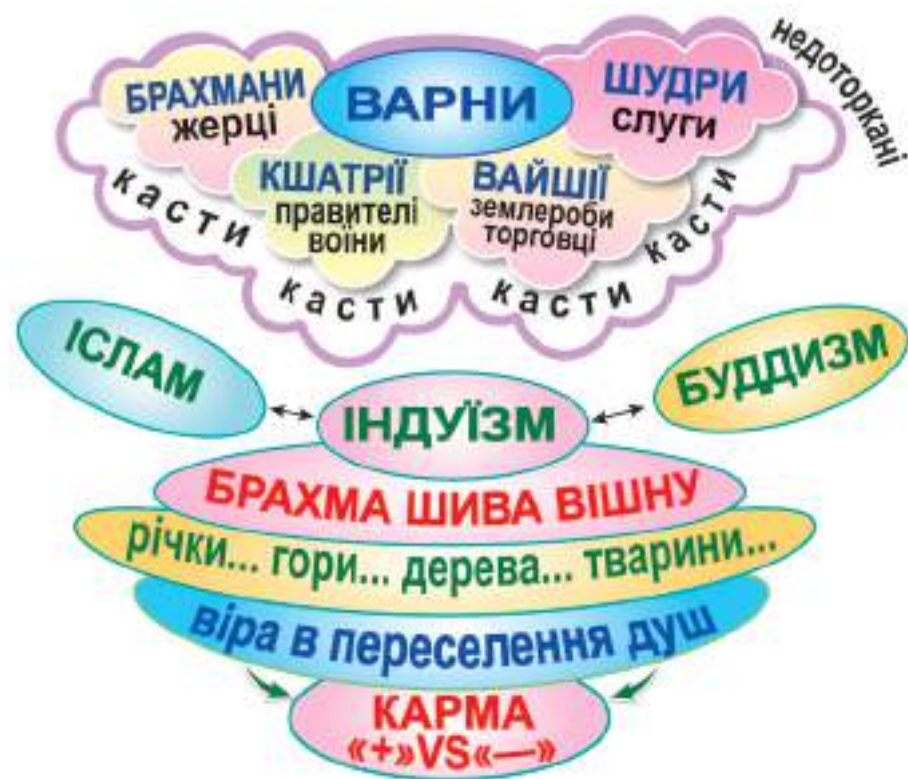 ВАРНИ
БРАХМАНИ
жерці
КШАТРІЇ
правителі
воїни
ВАЙШІЇ
землероби
торговці
ШУДРИ
слуги
недоторкані
касти
касти
касти
касти
ІСЛАМ
ІНДУЇЗМ
БУДДИЗМ
БРАХМА ШИВА ВІШНУ
річки... гори... дерева... тварини...
віра в переселення душ
КАРМА
«+»VS«—»